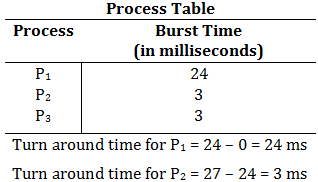 Process Table
Process Burst Time
(in milliseconds)
P₁ 24
P₂ 3
P₃ 3
Turn around time for P₁ = 24 – 0 = 24 ms
Turn around time for P₂ = 27 – 24 = 3 ms